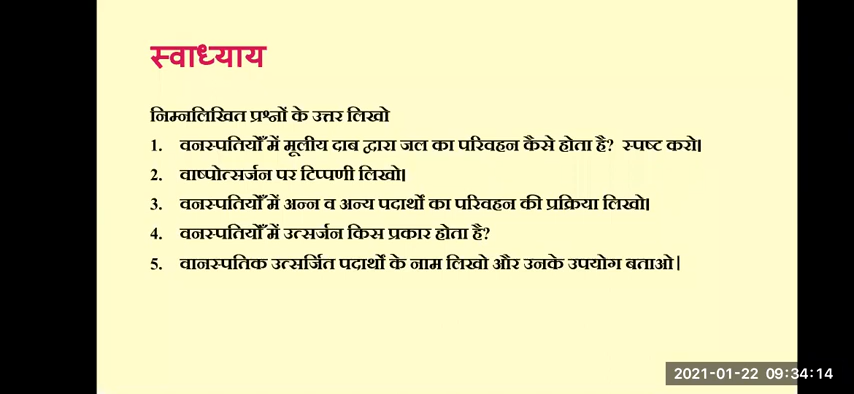 स्वाध्याय
निम्नलिखित प्रश्नों के उत्तर लिखो
1. वनस्पतियोँ में मूलीय दाब द्वारा जल का परिवहन कैसे होता है? स्पष्ट करो।
2. वाष्पोत्सर्जन पर टिप्पणी लिखो।
3. वनस्पतियोँ में अन्न व अन्य पदार्थो का परिवहन की प्रक्रिया लिखो।
4. वनस्पतियोँ में उत्सर्जन किस प्रकार होता है?
5. वानस्पतिक उत्सर्जित पदार्थो के नाम लिखो और उनके उपयोग बताओ|
2021-01-22 09:34:14